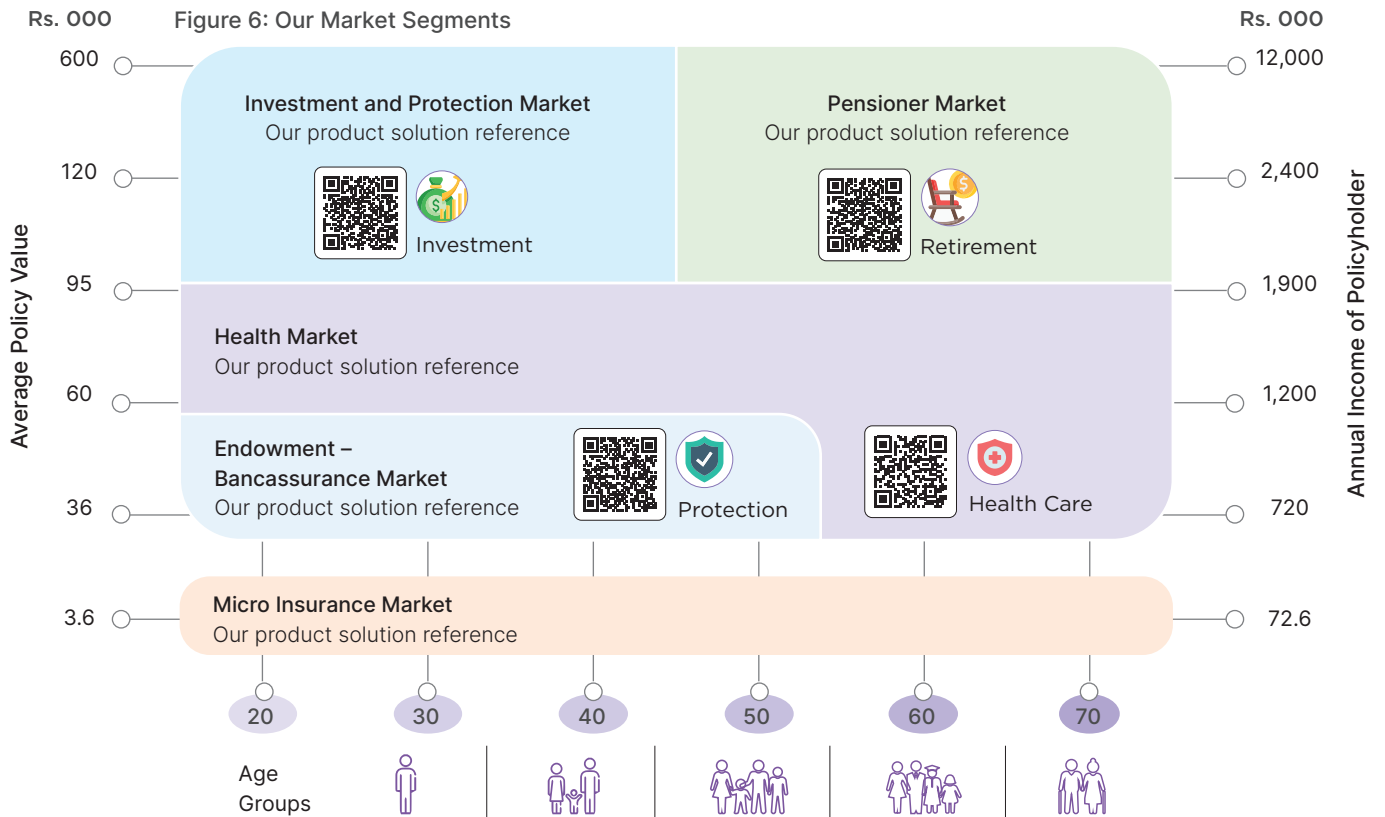 Rs. 000
Figure 6: Our Market Segments
Rs. 000
600
12,000
Investment and Protection Market
Our product solution reference
Pensioner Market
Our product solution reference
120
2,400
Investment
Retirement
Average Policy Value
Annual Income of Policyholder
95
1,900
Health Market
Our product solution reference
60
1,200
Endowment –
Bancassurance Market
Our product solution reference
Protection
Health Care
36
720
Micro Insurance Market
Our product solution reference
3.6
72.6
20
30
40
50
60
70
Age
Groups